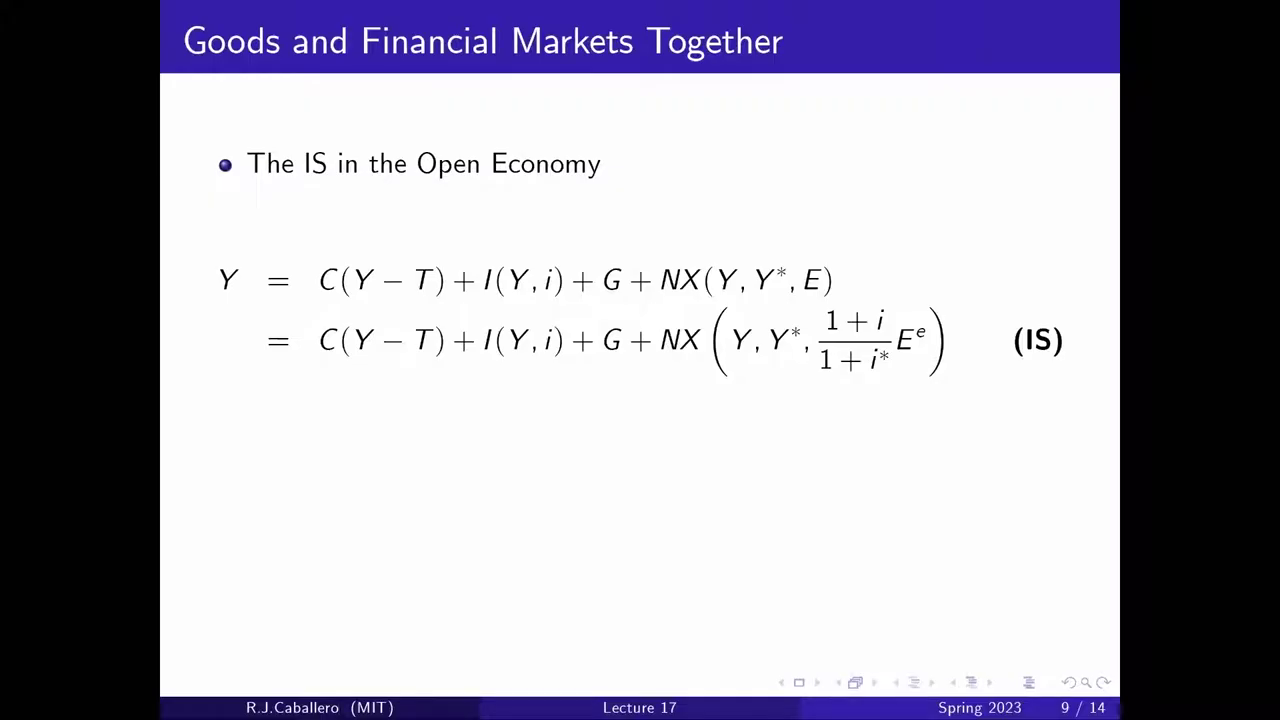 Goods and Financial Markets Together
The IS in the Open Economy
Y = C(Y − T) + I(Y, i) + G + NX(Y, Y*, E)
= C(Y − T) + I(Y, i) + G + NX(Y, Y*, \frac{1 + i}{1 + i*} E^e) (IS)
R.J.Caballero (MIT) Lecture 17 Spring 2023 9 / 14